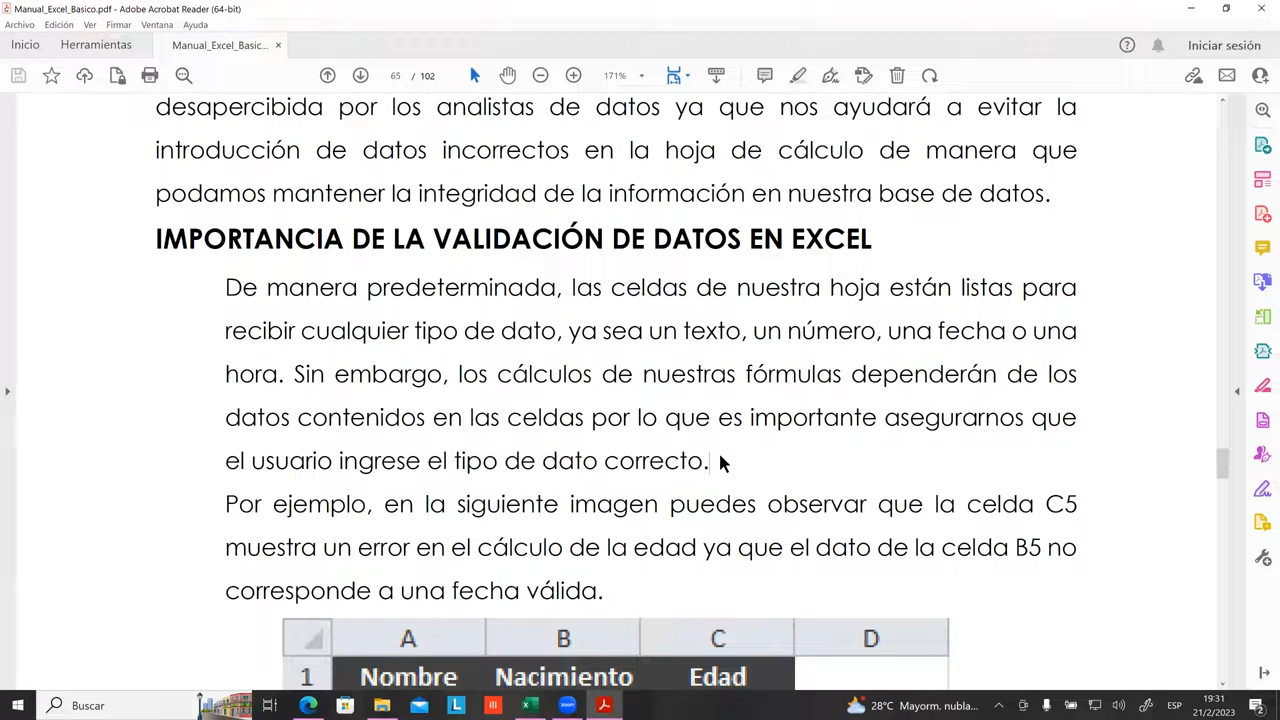 Manual_Excel_Basico.pdf - Adobe Acrobat Reader (64-bit)
Archivo Edición Ver Firmar Ventana Ayuda
Inicio Herramientas Manual_Excel_Basic... × Iniciar sesión
65 / 102 171%
desapercibida por los analistas de datos ya que nos ayudará a evitar la
introducción de datos incorrectos en la hoja de cálculo de manera que
podamos mantener la integridad de la información en nuestra base de datos.
IMPORTANCIA DE LA VALIDACIÓN DE DATOS EN EXCEL
De manera predeterminada, las celdas de nuestra hoja están listas para
recibir cualquier tipo de dato, ya sea un texto, un número, una fecha o una
hora. Sin embargo, los cálculos de nuestras fórmulas dependerán de los
datos contenidos en las celdas por lo que es importante asegurarnos que
el usuario ingrese el tipo de dato correcto.
Por ejemplo, en la siguiente imagen puedes observar que la celda C5
muestra un error en el cálculo de la edad ya que el dato de la celda B5 no
corresponde a una fecha válida.
A B C D
1 Nombre Nacimiento Edad
Buscar
zoom
28°C Mayorm. nubla...
ESP
19:31
21/2/2023
2